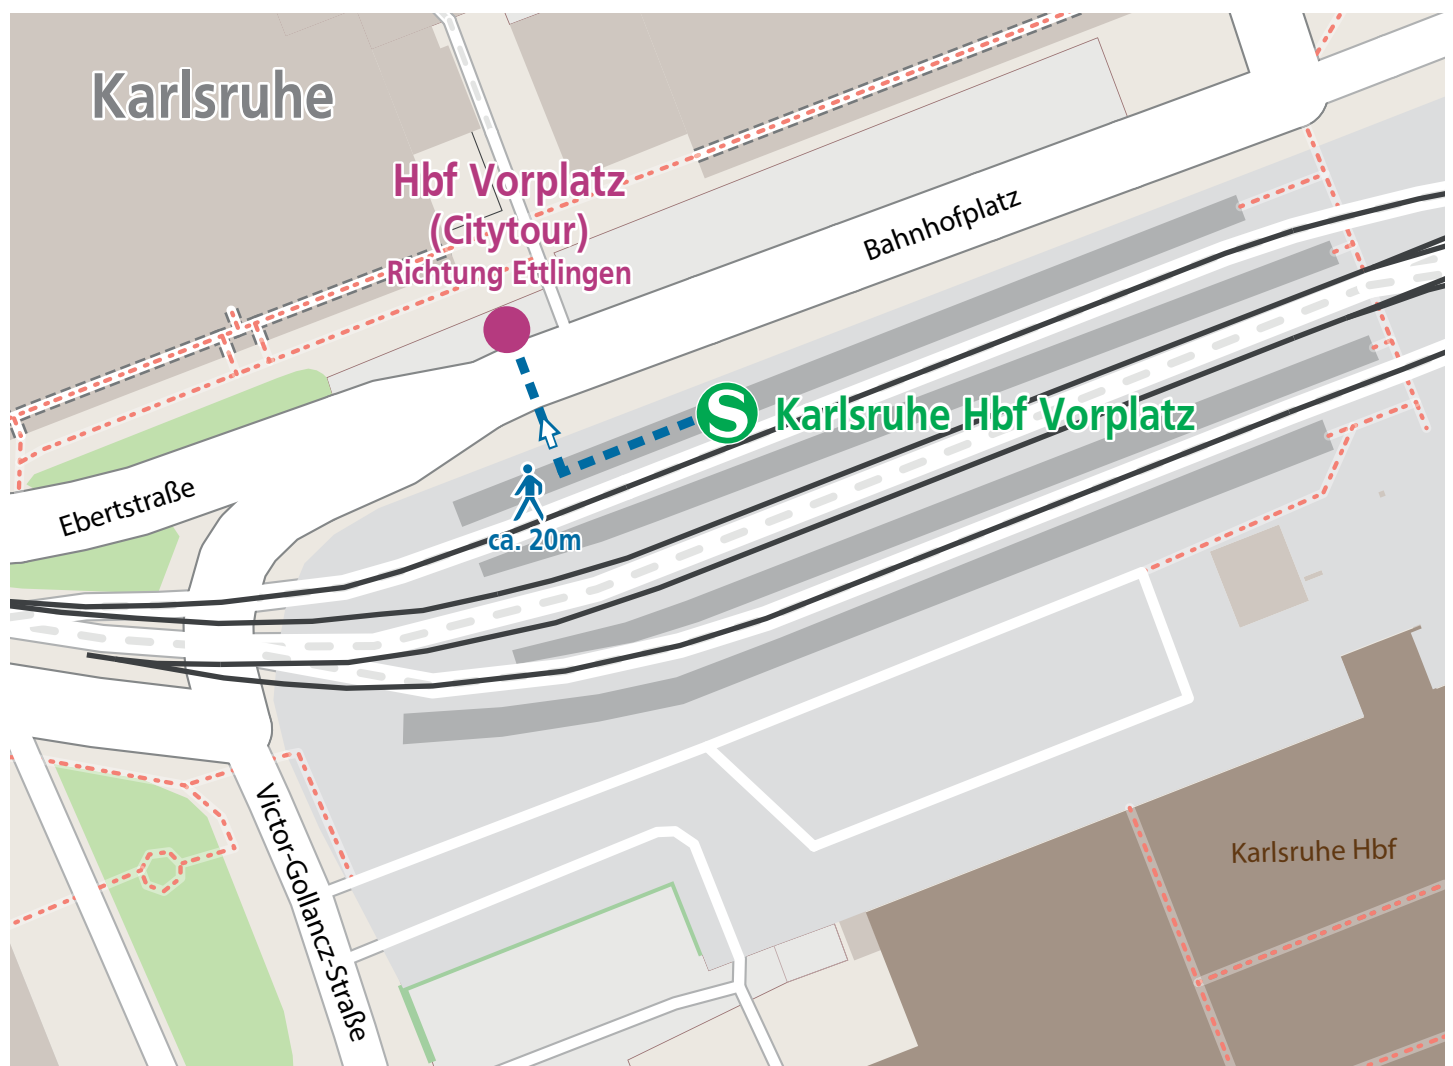 Karlsruhe
Hbf Vorplatz
(Citytour)
Richtung Ettlingen
Bahnhofplatz
S
Karlsruhe Hbf Vorplatz
Ebertstraße
ca. 20m
Victor-Gollancz-Straße
Karlsruhe Hbf